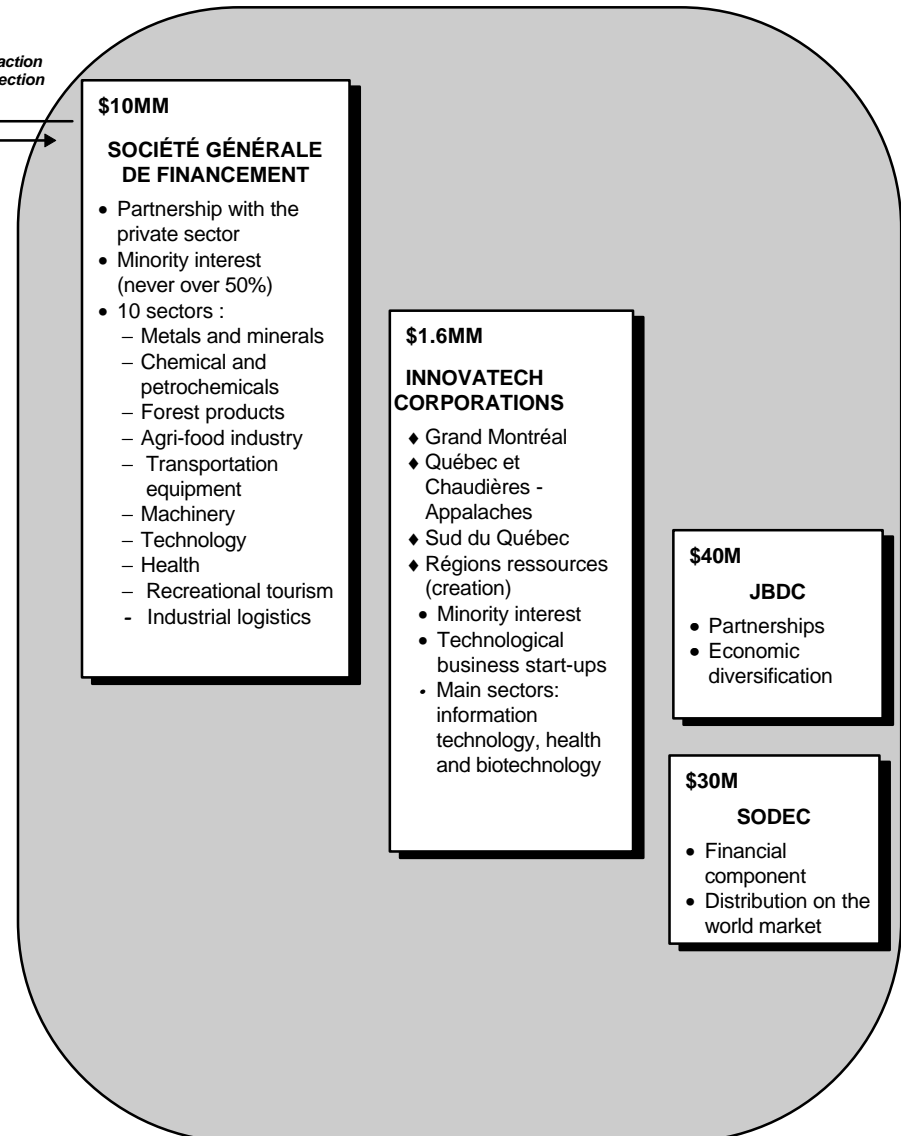 $10MM
SOCIÉTÉ GÉNÉRALE
DE FINANCEMENT
• Partnership with the
private sector
• Minority interest
(never over 50%)
• 10 sectors :
– Metals and minerals
– Chemical and
petrochemicals
– Forest products
– Agri-food industry
– Transportation
equipment
– Machinery
– Technology
– Health
– Recreational tourism
- Industrial logistics
$1.6MM
INNOVATECH
CORPORATIONS
♦ Grand Montréal
♦ Québec et
Chaudières -
Appalaches
♦ Sud du Québec
♦ Régions ressources
(creation)
• Minority interest
• Technological
business start-ups
• Main sectors:
information
technology, health
and biotechnology
$40M
JBDC
• Partnerships
• Economic
diversification
$30M
SODEC
• Financial
component
• Distribution on the
world market